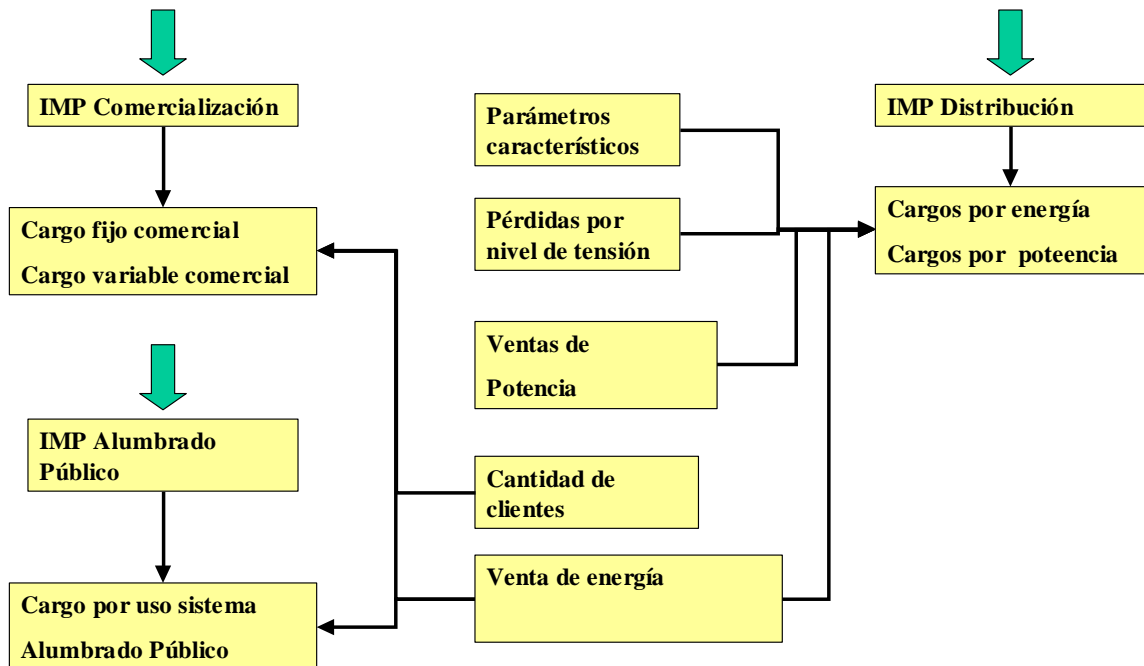 IMP Comercialización
Cargo fijo comercial
Cargo variable comercial
IMP Alumbrado
Público
Cargo por uso sistema
Alumbrado Público
Parámetros
característicos
Pérdidas por
nivel de tensión
Ventas de
Potencia
Cantidad de
clientes
Venta de energía
IMP Distribución
Cargos por energía
Cargos por poteencia